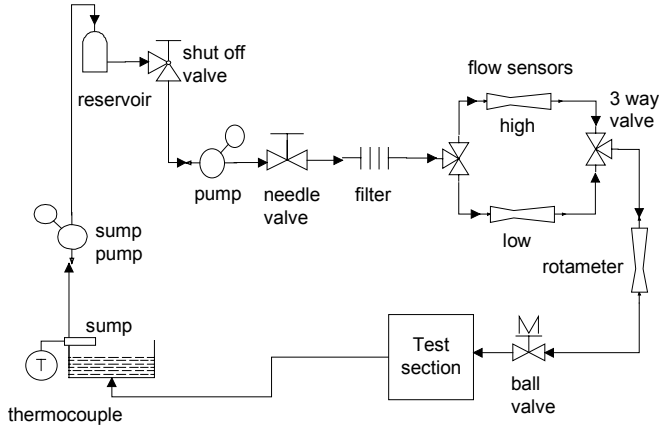 shut off
valve
reservoir
flow sensors
3 way
valve
high
pump
needle
valve
filter
low
sump
pump
rotameter
sump
T
Test
section
M
ball
valve
thermocouple